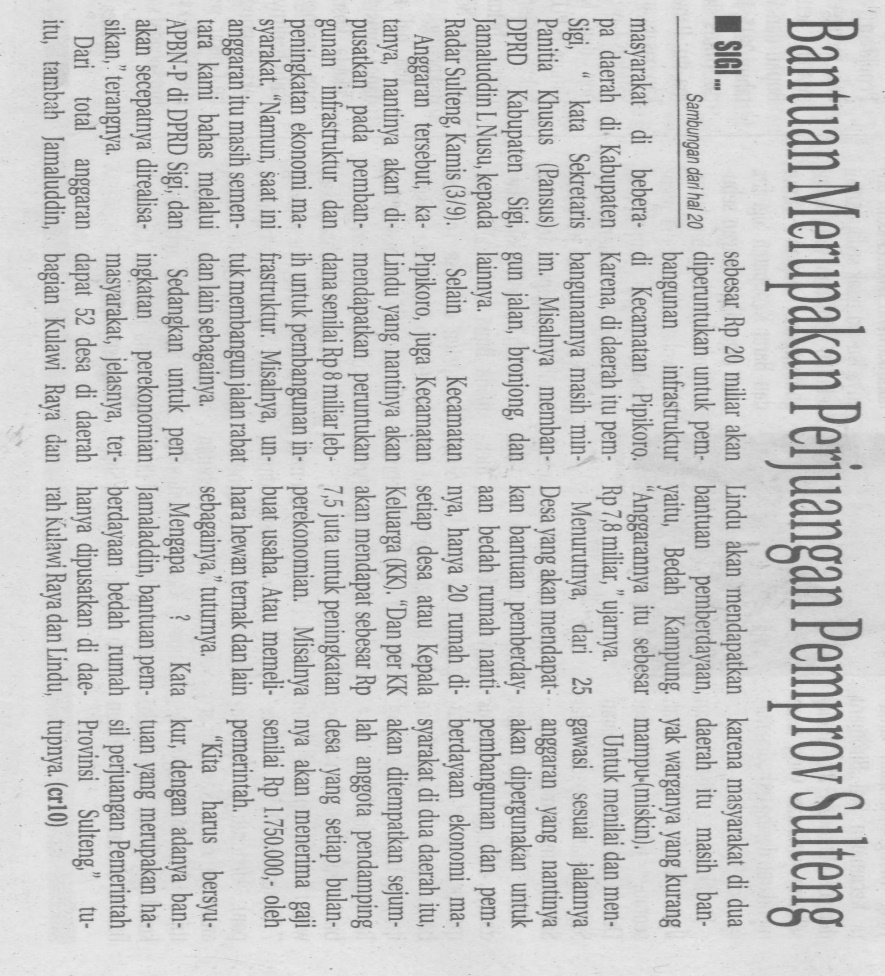 Bantuan Merupakan Perjuangan Pemprov Sulteng
■ SIGI...
Sambungan dari hal 20
masyarakat di bebera-
pa daerah di Kabupaten
Sigi, “ kata Sekretaris
Panitia Khusus (Pansus)
DPRD Kabupaten Sigi,
Jamaluddin L Nusu, kepada
Radar Sulteng, Kamis (3/9).
Anggaran tersebut, ka-
tanya, nantinya akan di-
pusatkan pada pemban-
gunan infrastruktur dan
peningkatan ekonomi ma-
syarakat. “Namun, saat ini
anggaran itu masih semen-
tara kami bahas melalui
APBN-P di DPRD Sigi, dan
akan secepatnya direalisa-
sikan,” terangnya.
Dari total anggaran
itu, tambah Jamaluddin,
sebesar Rp 20 miliar akan
diperuntukan untuk pem-
bangunan infrastruktur
di Kecamatan Pipikoro.
Karena, di daerah itu pem-
bangunannya masih min-
im. Misalnya memban-
gun jalan, bronjong, dan
lainnya.
Selain Kecamatan
Pipikoro, juga Kecamatan
Lindu yang nantinya akan
mendapatkan peruntukan
dana senilai Rp 8 miliar leb-
ih untuk pembangunan in-
frastruktur. Misalnya, un-
tuk membangun jalan rabat
dan lain sebagainya.
Sedangkan untuk pen-
ingkatan perekonomian
masyarakat, jelasnya, ter-
dapat 52 desa di daerah
bagian Kulawi Raya dan
Lindu akan mendapatkan
bantuan pemberdayaan,
yaitu, Bedah Kampung.
“Anggarannya itu sebesar
Rp 7,8 miliar,” ujarnya.
Menurutnya, dari 25
Desa yang akan mendapat-
kan bantuan pemberday-
aan bedah rumah nanti-
nya, hanya 20 rumah di-
setiap desa atau Kepala
Keluarga (KK). “Dan per KK
akan mendapat sebesar Rp
7,5 juta untuk peningkatan
perekonomian. Misalnya
buat usaha. Atau memeli-
hara hewan ternak dan lain
sebagainya,” tuturnya.
Mengapa ? Kata
Jamaladdin, bantuan pem-
berdayaan bedah rumah
hanya dipusatkan di dae-
rah Kulawi Raya dan Lindu,
karena masyarakat di dua
daerah itu masih ban-
yak warganya yang kurang
mampu (miskin).
Untuk menilai dan men-
gawasi sesuai jalannya
anggaran yang nantinya
akan dipergunakan untuk
pembangunan dan pem-
berdayaan ekonomi ma-
syarakat di dua daerah itu,
akan ditempatkan sejum-
lah anggota pendamping
desa yang setiap bulan-
nya akan menerima gaji
senilai Rp 1.750.000,- oleh
pemerintah.
“Kita harus bersyu-
kur, dengan adanya ban-
tuan yang merupakan ha-
sil perjuangan Pemerintah
Provinsi Sulteng,” tu-
tupnya. (cr10)